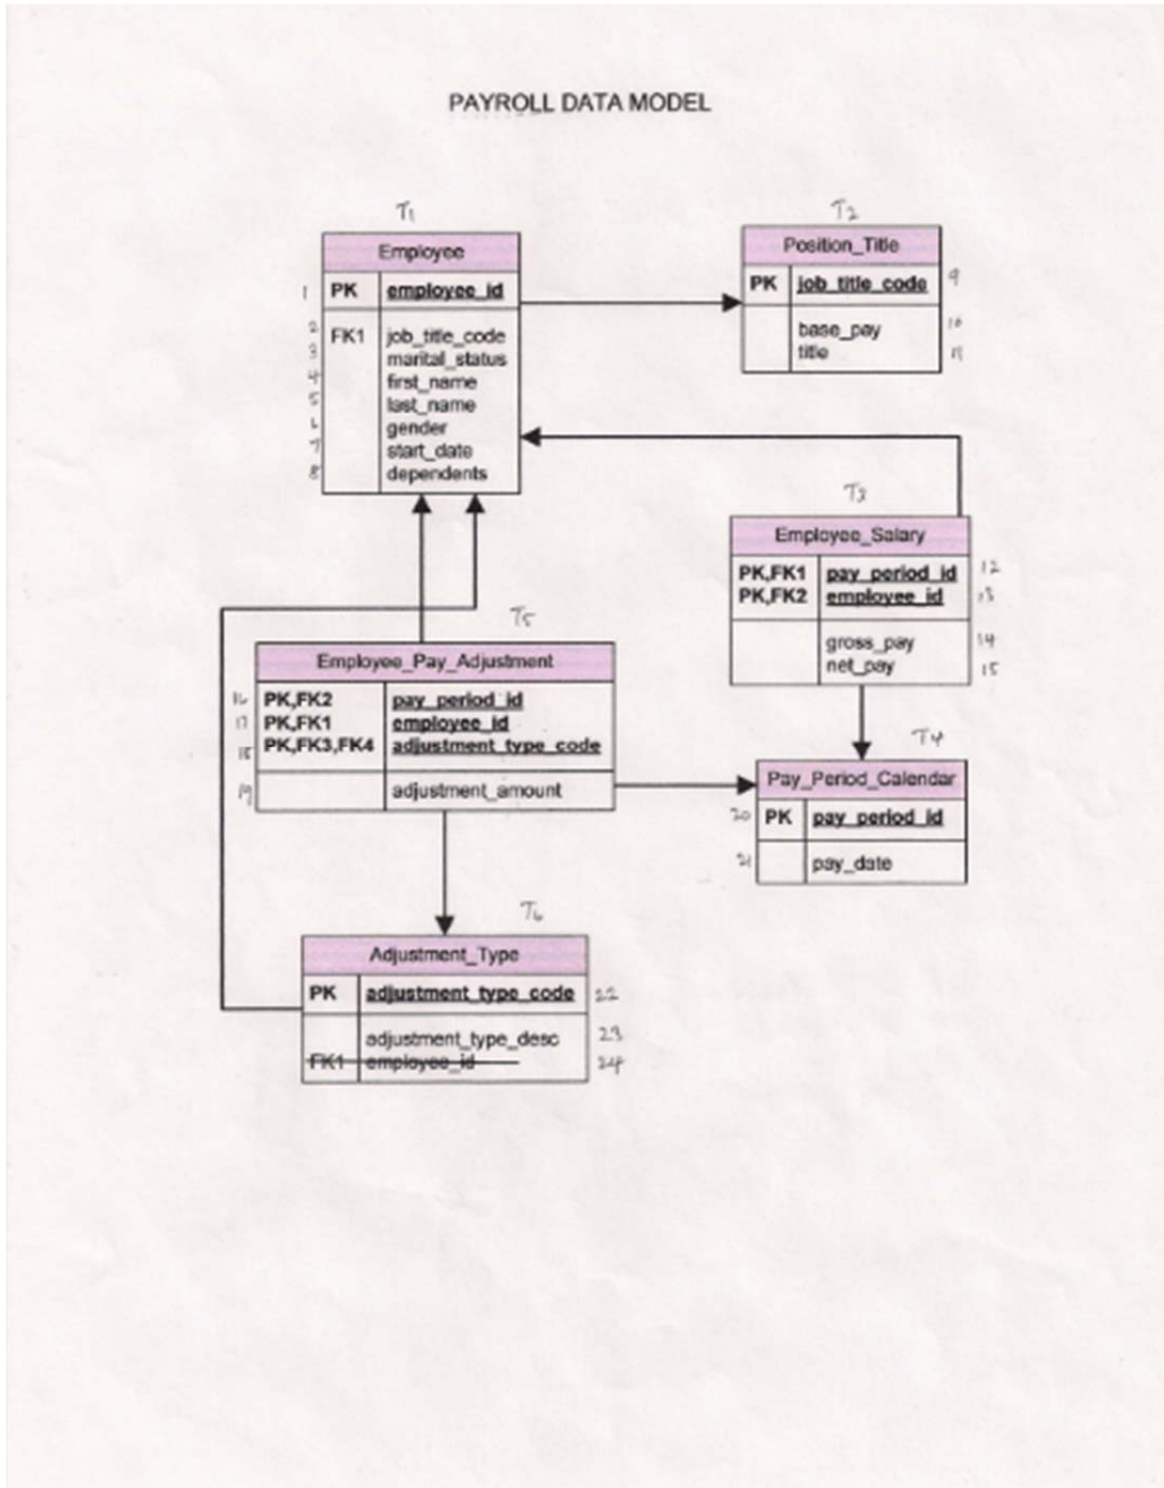 PAYROLL DATA MODEL
T1
Employee
1 PK employee_id
2 FK1 job_title_code
3 marital_status
4 first_name
5 last_name
6 gender
7 start_date
8 dependents
T2
Position_Title
PK job_title_code 9
base_pay 10
title 11
T3
Employee_Salary
PK,FK1 pay_period_id 12
PK,FK2 employee_id 13
gross_pay 14
net_pay 15
T5
Employee_Pay_Adjustment
16 PK,FK2 pay_period_id
17 PK,FK1 employee_id
18 PK,FK3,FK4 adjustment_type_code
19 adjustment_amount
T4
Pay_Period_Calendar
20 PK pay_period_id
21 pay_date
T6
Adjustment_Type
PK adjustment_type_code 22
adjustment_type_desc 23
FK1 employee_id 24